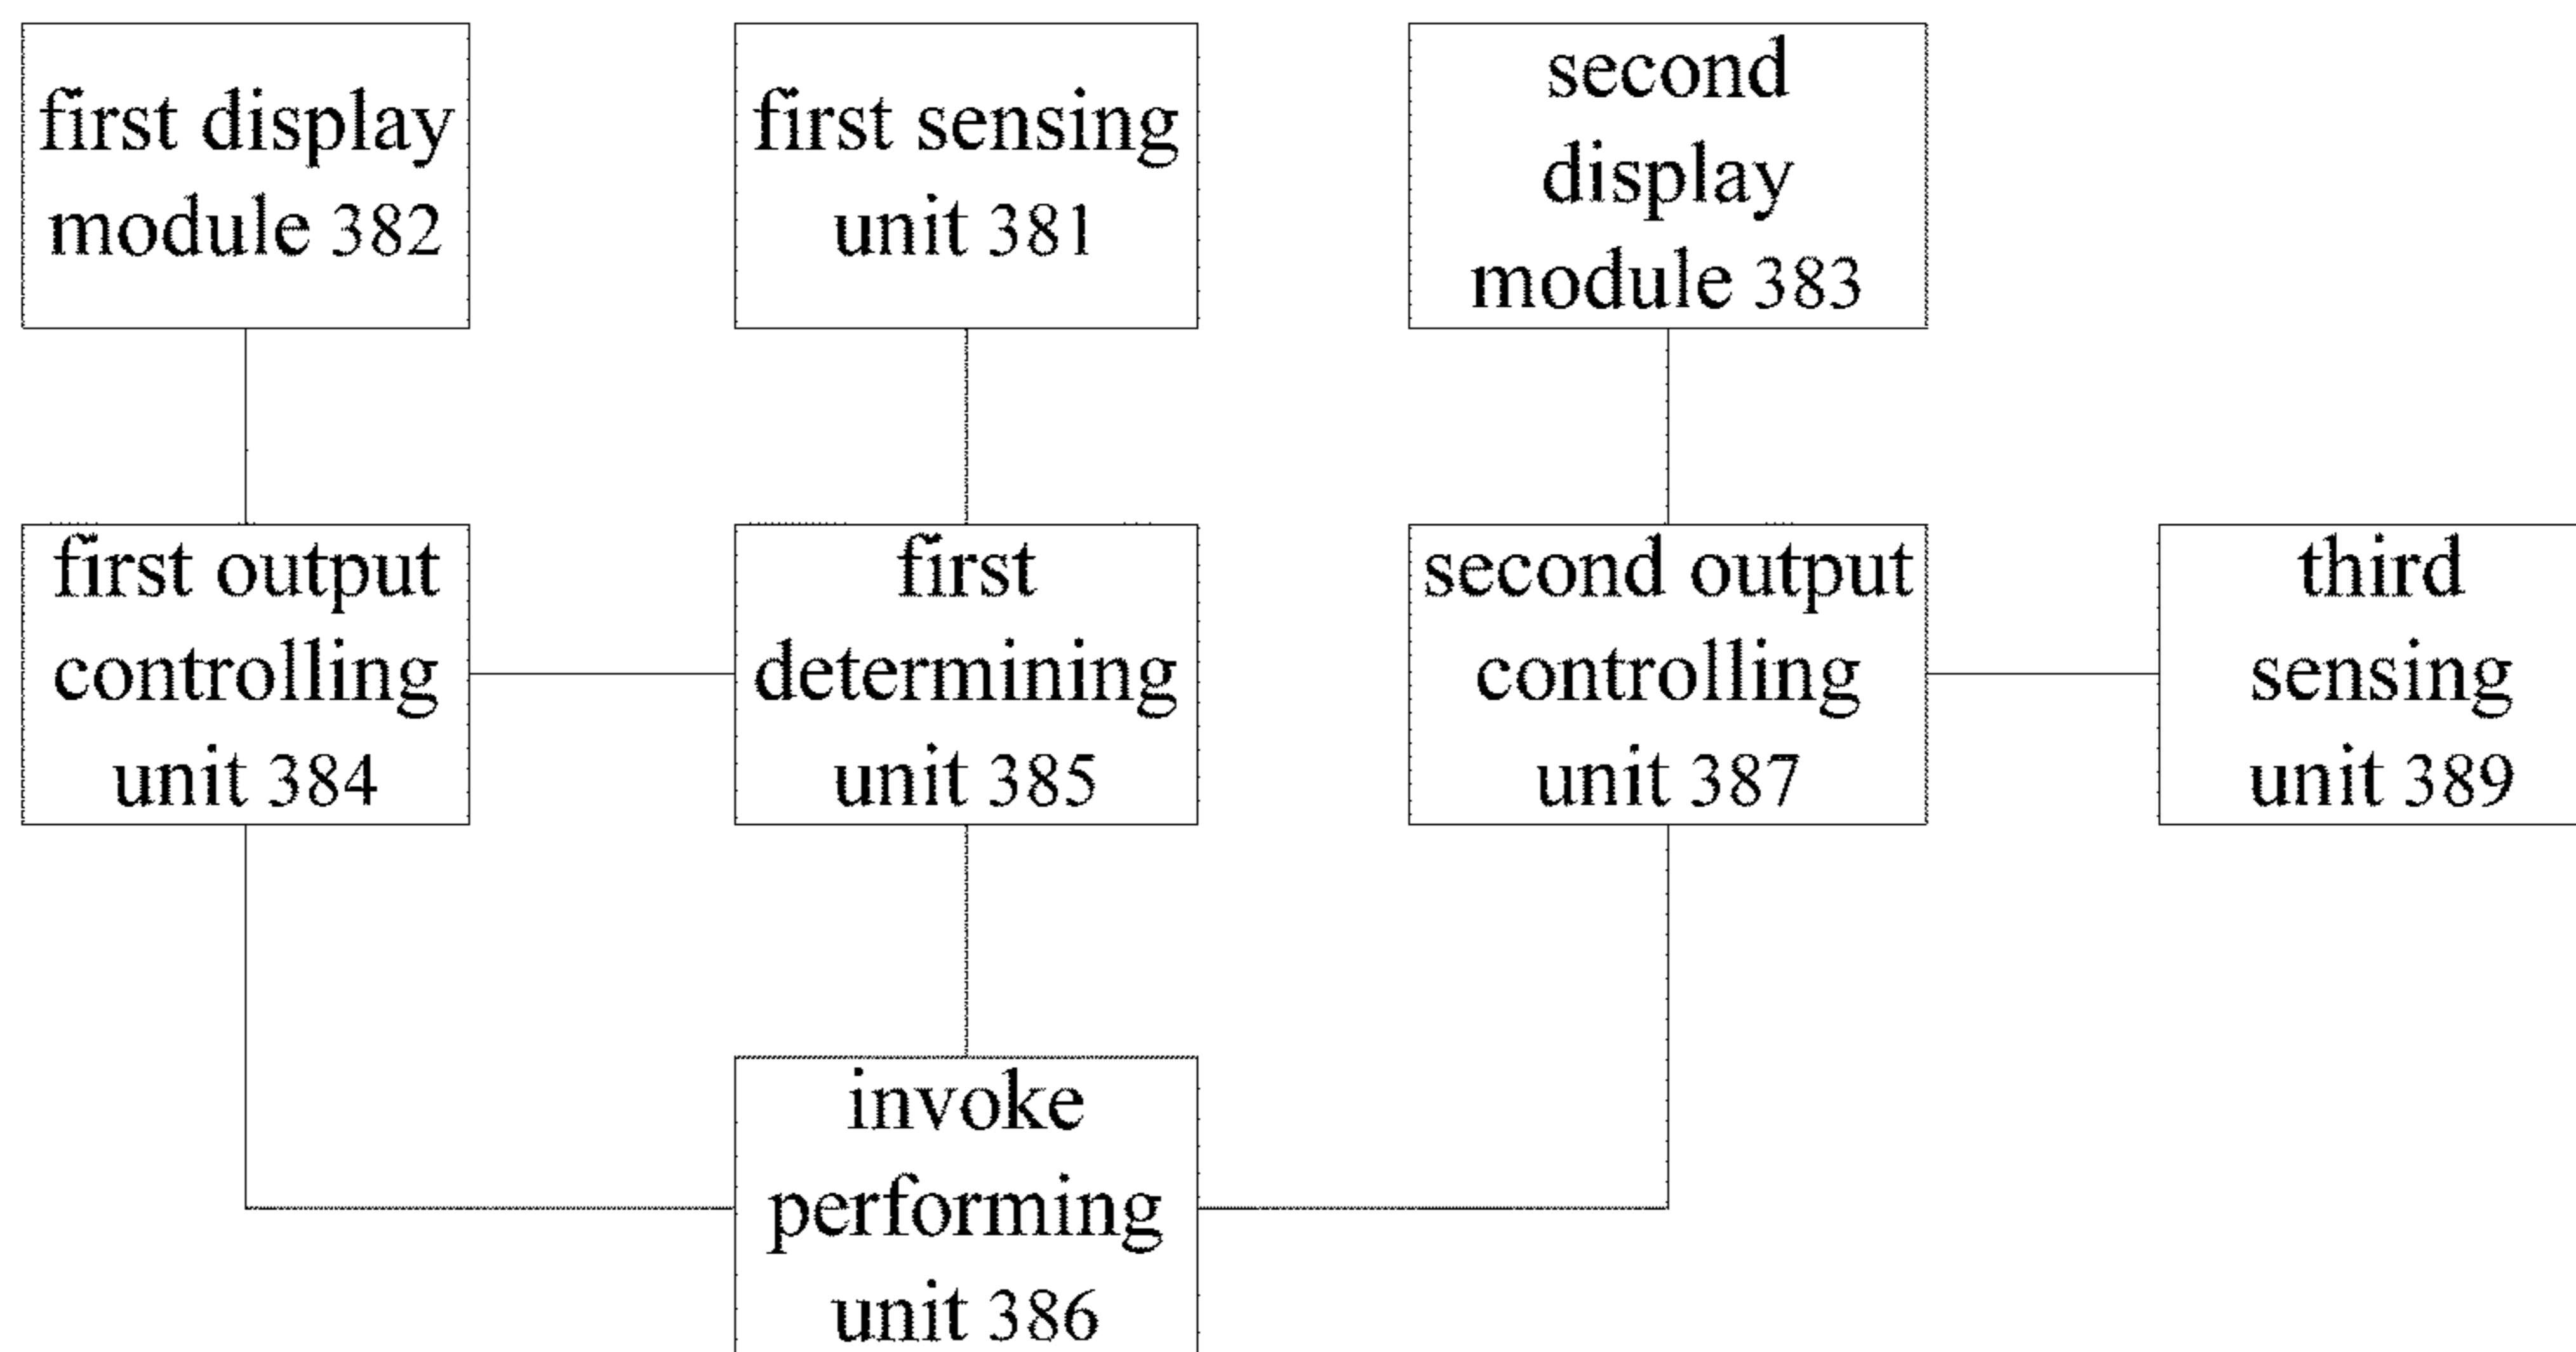 first display
module 382
first sensing
unit 381
second
display
module 383
first output
controlling
unit 384
first
determining
unit 385
second output
controlling
unit 387
third
sensing
unit 389
invoke
performing
unit 386